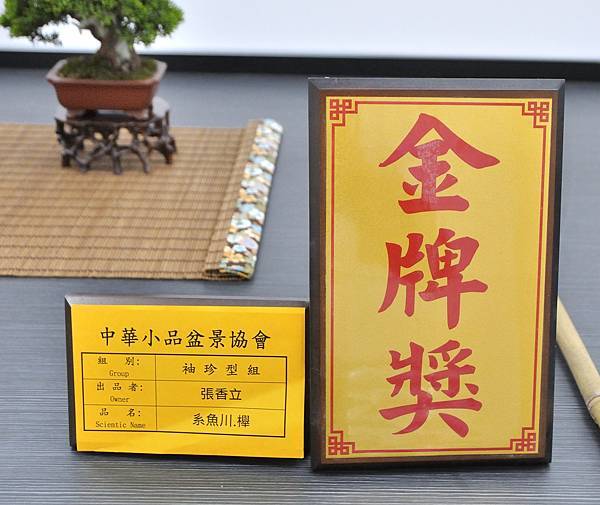 中華小品盆景協會
組 別: 袖珍型組
Group
出品者: 張香立
Owner
品 名: 系魚川.櫸
Scientic Name
金牌獎